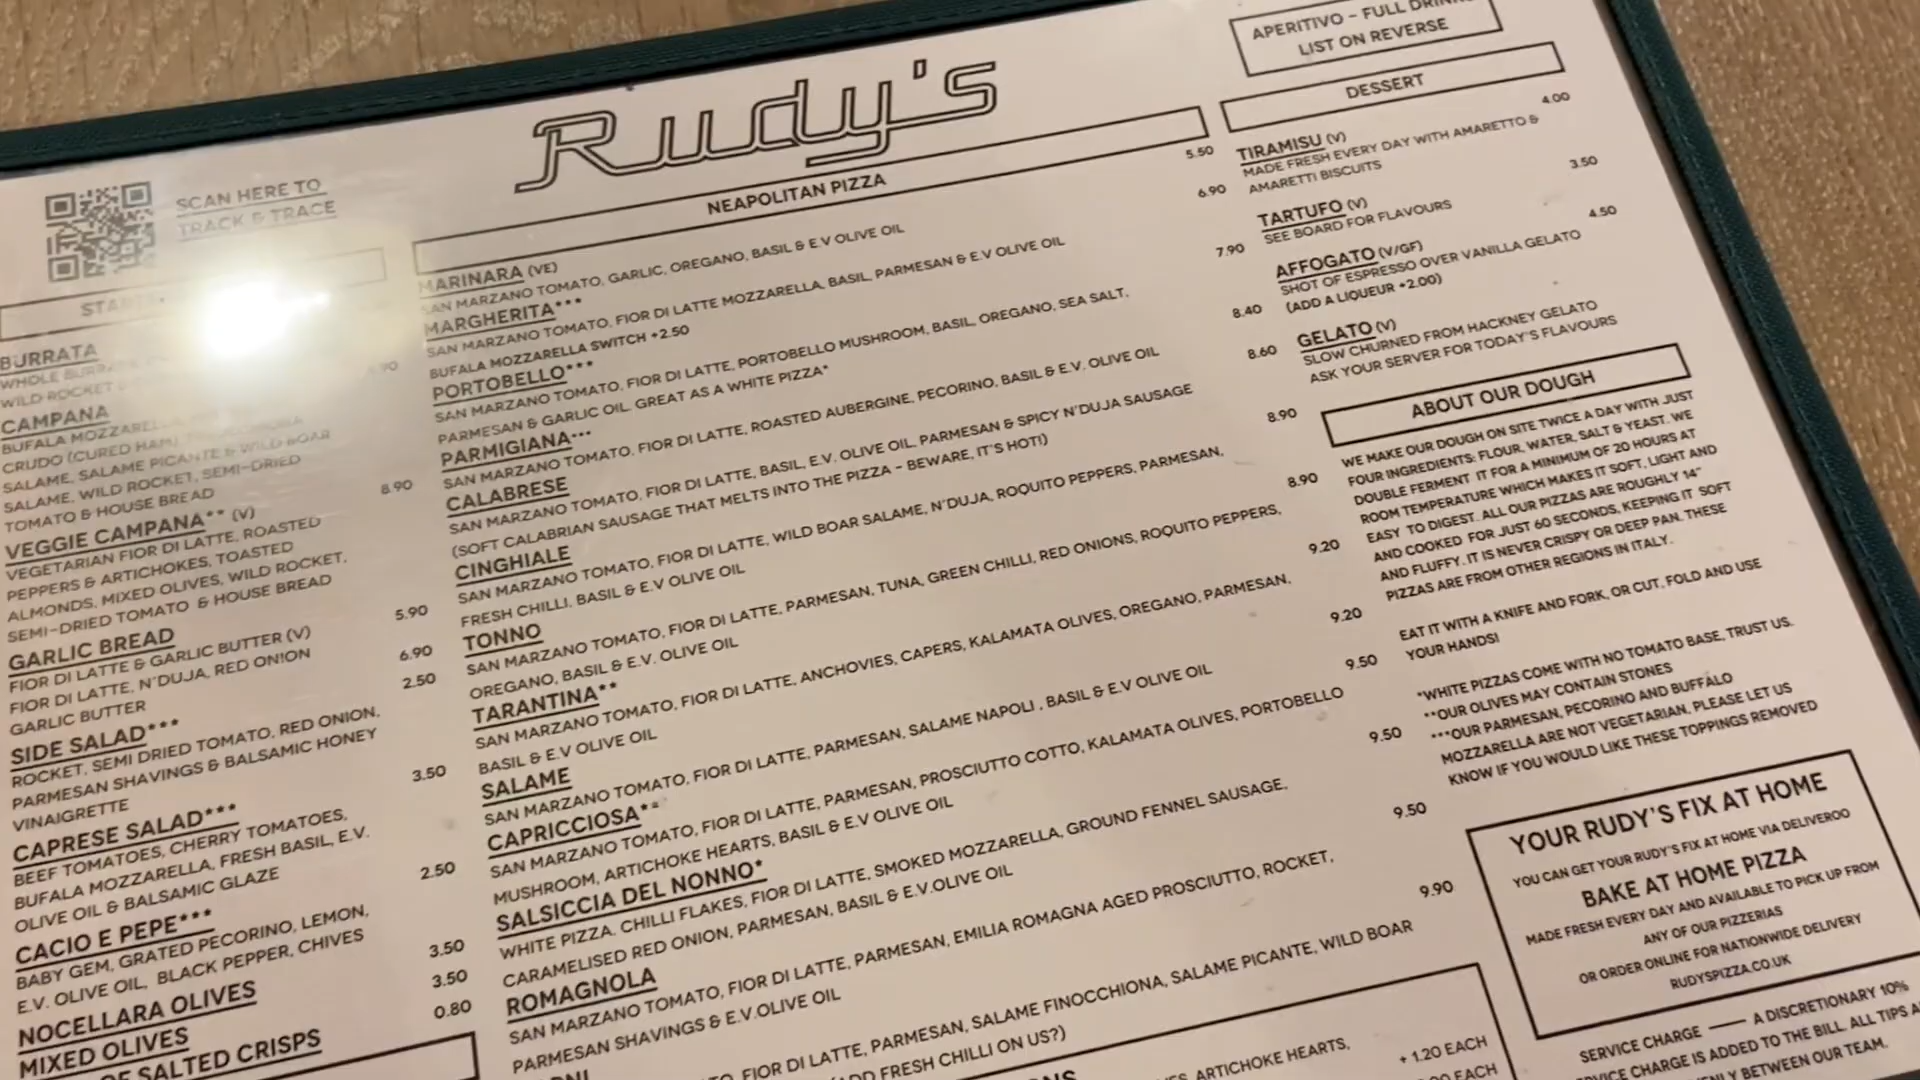 Rudy's
NEAPOLITAN PIZZA
SCAN HERE TO
TRACK & TRACE
BURRATA
WHOLE
WILD ROCKET
CAMPANA
BUFALA
CRUDO (CURED HAM)
SALAME, SALAME PICANTE & WILD BOAR
SALAME, WILD ROCKET, SEMI-DRIED
TOMATO & HOUSE BREAD
8.90
VEGGIE CAMPANA** (V)
VEGETARIAN FIOR DI LATTE, ROASTED
PEPPERS & ARTICHOKES, TOASTED
ALMONDS, MIXED OLIVES, WILD ROCKET,
SEMI-DRIED TOMATO & HOUSE BREAD
GARLIC BREAD
FIOR DI LATTE & GARLIC BUTTER (V)
5.90
FIOR DI LATTE, N'DUJA, RED ONION
GARLIC BUTTER
6.90
2.50
SIDE SALAD***
ROCKET, SEMI DRIED TOMATO, RED ONION,
PARMESAN SHAVINGS & BALSAMIC HONEY
VINAIGRETTE
3.50
CAPRESE SALAD***
BEEF TOMATOES, CHERRY TOMATOES,
BUFALA MOZZARELLA, FRESH BASIL, E.V.
OLIVE OIL & BALSAMIC GLAZE
2.50
CACIO E PEPE***
BABY GEM, GRATED PECORINO, LEMON,
E.V. OLIVE OIL, BLACK PEPPER, CHIVES
NOCELLARA OLIVES
3.50
MIXED OLIVES
3.50
SALTED CRISPS
0.80
MARINARA (VE)
5.50
SAN MARZANO TOMATO, GARLIC, OREGANO, BASIL & E.V OLIVE OIL
MARGHERITA***
6.90
SAN MARZANO TOMATO, FIOR DI LATTE MOZZARELLA, BASIL, PARMESAN & E.V OLIVE OIL
BUFALA MOZZARELLA SWITCH +2.50
PORTOBELLO***
7.90
SAN MARZANO TOMATO, FIOR DI LATTE, PORTOBELLO MUSHROOM, BASIL, OREGANO, SEA SALT,
PARMESAN & GARLIC OIL. GREAT AS A WHITE PIZZA*
PARMIGIANA***
8.40
SAN MARZANO TOMATO, FIOR DI LATTE, ROASTED AUBERGINE, PECORINO, BASIL & E.V. OLIVE OIL
CALABRESE
8.60
SAN MARZANO TOMATO, FIOR DI LATTE, BASIL, E.V. OLIVE OIL, PARMESAN & SPICY N'DUJA SAUSAGE
(SOFT CALABRIAN SAUSAGE THAT MELTS INTO THE PIZZA - BEWARE, IT'S HOT!)
CINGHIALE
8.90
SAN MARZANO TOMATO, FIOR DI LATTE, WILD BOAR SALAME, N'DUJA, ROQUITO PEPPERS, PARMESAN,
FRESH CHILLI, BASIL & E.V OLIVE OIL
TONNO
8.90
SAN MARZANO TOMATO, FIOR DI LATTE, PARMESAN, TUNA, GREEN CHILLI, RED ONIONS, ROQUITO PEPPERS,
OREGANO, BASIL & E.V. OLIVE OIL
TARANTINA**
9.20
SAN MARZANO TOMATO, FIOR DI LATTE, ANCHOVIES, CAPERS, KALAMATA OLIVES, OREGANO, PARMESAN,
BASIL & E.V OLIVE OIL
SALAME
9.20
SAN MARZANO TOMATO, FIOR DI LATTE, PARMESAN, SALAME NAPOLI, BASIL & E.V OLIVE OIL
CAPRICCIOSA**
9.50
SAN MARZANO TOMATO, FIOR DI LATTE, PARMESAN, PROSCIUTTO COTTO, KALAMATA OLIVES, PORTOBELLO
MUSHROOM, ARTICHOKE HEARTS, BASIL & E.V OLIVE OIL
SALSICCIA DEL NONNO*
9.50
WHITE PIZZA. CHILLI FLAKES, FIOR DI LATTE, SMOKED MOZZARELLA, GROUND FENNEL SAUSAGE,
CARAMELISED RED ONION, PARMESAN, BASIL & E.V.OLIVE OIL
ROMAGNOLA
9.50
SAN MARZANO TOMATO, FIOR DI LATTE, PARMESAN, EMILIA ROMAGNA AGED PROSCIUTTO, ROCKET,
PARMESAN SHAVINGS & E.V.OLIVE OIL
9.90
FIOR DI LATTE, PARMESAN, SALAME FINOCCHIONA, SALAME PICANTE, WILD BOAR
(ADD FRESH CHILLI ON US?)
ARTICHOKE HEARTS,
+ 1.20 EACH
EACH
APERITIVO - FULL
LIST ON REVERSE
DESSERT
TIRAMISU (V)
4.00
MADE FRESH EVERY DAY WITH AMARETTO &
AMARETTI BISCUITS
TARTUFO (V)
3.50
SEE BOARD FOR FLAVOURS
AFFOGATO (V/GF)
4.50
SHOT OF ESPRESSO OVER VANILLA GELATO
(ADD A LIQUEUR +2.00)
GELATO (V)
SLOW CHURNED FROM HACKNEY GELATO
ASK YOUR SERVER FOR TODAY'S FLAVOURS
ABOUT OUR DOUGH
WE MAKE OUR DOUGH ON SITE TWICE A DAY WITH JUST
FOUR INGREDIENTS: FLOUR, WATER, SALT & YEAST. WE
DOUBLE FERMENT IT FOR A MINIMUM OF 20 HOURS AT
ROOM TEMPERATURE WHICH MAKES IT SOFT, LIGHT AND
EASY TO DIGEST. ALL OUR PIZZAS ARE ROUGHLY 14"
AND COOKED FOR JUST 60 SECONDS, KEEPING IT SOFT
AND FLUFFY. IT IS NEVER CRISPY OR DEEP PAN. THESE
PIZZAS ARE FROM OTHER REGIONS IN ITALY.
EAT IT WITH A KNIFE AND FORK, OR CUT, FOLD AND USE
YOUR HANDS!
*WHITE PIZZAS COME WITH NO TOMATO BASE, TRUST US.
**OUR OLIVES MAY CONTAIN STONES
***OUR PARMESAN, PECORINO AND BUFFALO
MOZZARELLA ARE NOT VEGETARIAN, PLEASE LET US
KNOW IF YOU WOULD LIKE THESE TOPPINGS REMOVED
YOUR RUDY'S FIX AT HOME
YOU CAN GET YOUR RUDY'S FIX AT HOME VIA DELIVEROO
BAKE AT HOME PIZZA
MADE FRESH EVERY DAY AND AVAILABLE TO PICK UP FROM
ANY OF OUR PIZZERIAS
OR ORDER ONLINE FOR NATIONWIDE DELIVERY
RUDYSPIZZA.CO.UK
SERVICE CHARGE — A DISCRETIONARY 10%
SERVICE CHARGE IS ADDED TO THE BILL. ALL TIPS
BETWEEN OUR TEAM.